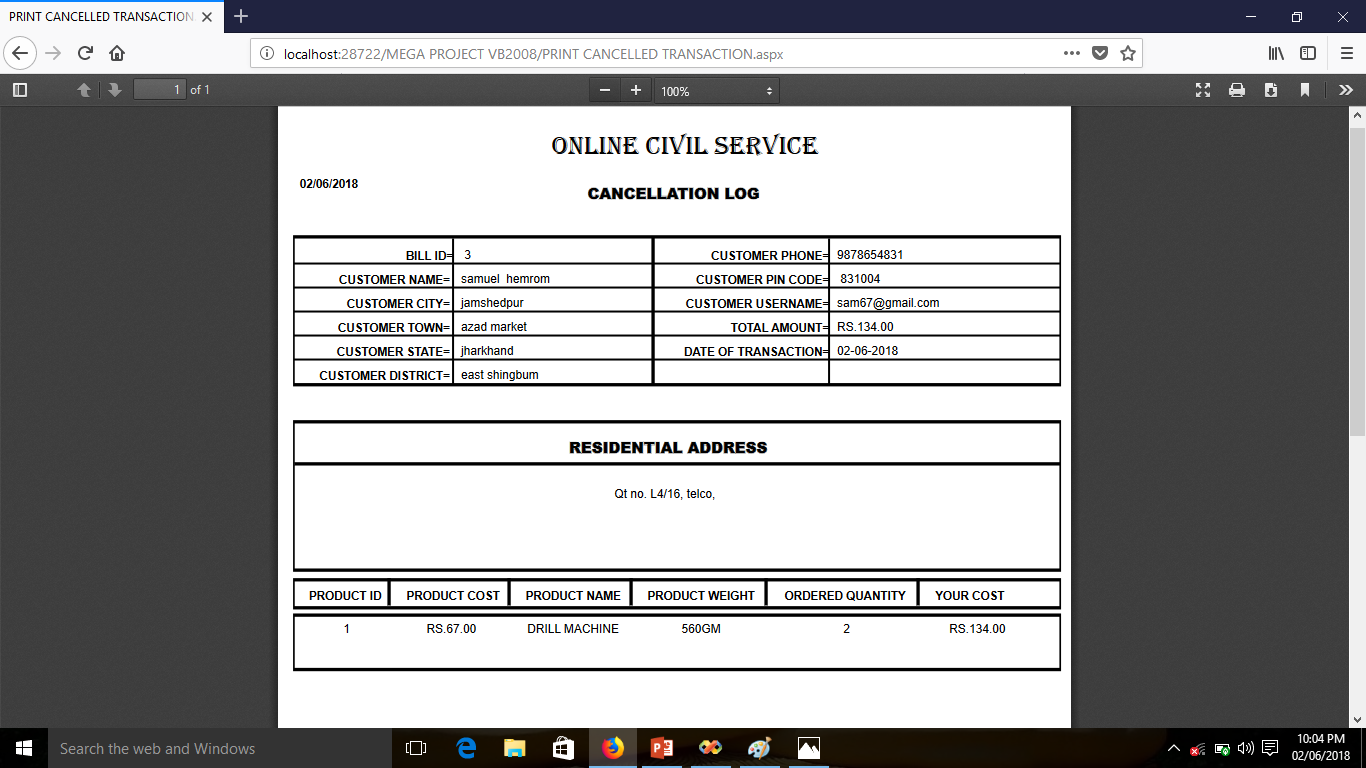 PRINT CANCELLED TRANSACTION
localhost:28722/MEGA PROJECT VB2008/PRINT CANCELLED TRANSACTION.aspx
1 of 1
100%
ONLINE CIVIL SERVICE
02/06/2018
CANCELLATION LOG
BILL ID= 3 CUSTOMER PHONE= 9878654831
CUSTOMER NAME= samuel hemrom CUSTOMER PIN CODE= 831004
CUSTOMER CITY= jamshedpur CUSTOMER USERNAME= sam67@gmail.com
CUSTOMER TOWN= azad market TOTAL AMOUNT= RS.134.00
CUSTOMER STATE= jharkhand DATE OF TRANSACTION= 02-06-2018
CUSTOMER DISTRICT= east shingbum
RESIDENTIAL ADDRESS
Qt no. L4/16, telco,
PRODUCT ID PRODUCT COST PRODUCT NAME PRODUCT WEIGHT ORDERED QUANTITY YOUR COST
1 RS.67.00 DRILL MACHINE 560GM 2 RS.134.00
Search the web and Windows
10:04 PM
02/06/2018